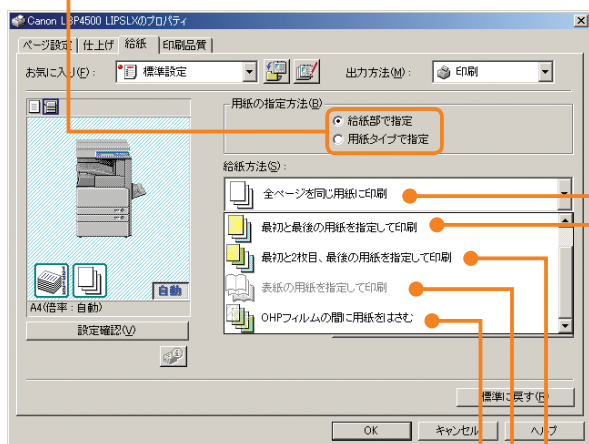 Canon LBP4500 LIPSLXのプロパティ
ページ設定 仕上げ 給紙 印刷品質
お気に入り(F): 標準設定 出力方法(M): 印刷
用紙の指定方法(B)
給紙部で指定
用紙タイプで指定
給紙方法(S):
全ページを同じ用紙に印刷
最初と最後の用紙を指定して印刷
最初と2枚目、最後の用紙を指定して印刷
表紙の用紙を指定して印刷
OHPフィルムの間に用紙をはさむ
自動
A4(倍率:自動)
設定確認(V)
標準に戻す(R)
OK キャンセル ヘルプ